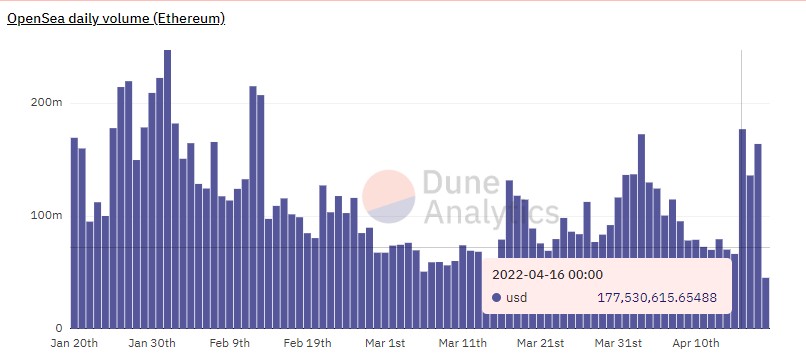 OpenSea daily volume (Ethereum)
200m
Dune
Analytics
100m
2022-04-16 00:00
usd 177,530,615.65488
0
Jan 20th Jan 30th Feb 9th Feb 19th Mar 1st Mar 11th Mar 21st Mar 31st Apr 10th